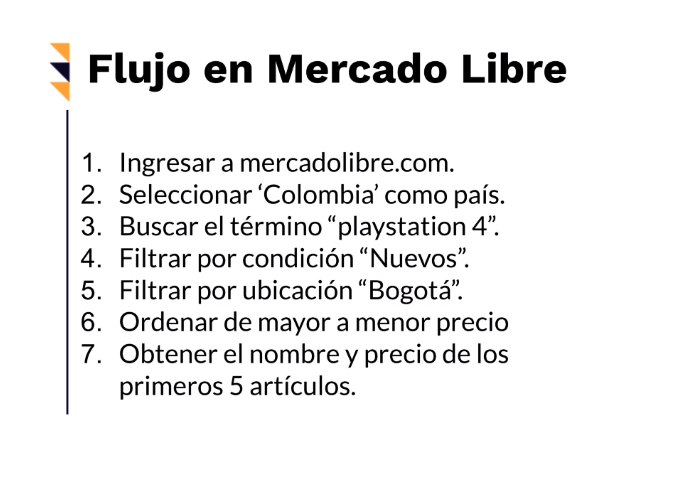 Flujo en Mercado Libre
1. Ingresar a mercadolibre.com.
2. Seleccionar ‘Colombia’ como país.
3. Buscar el término “playstation 4”.
4. Filtrar por condición “Nuevos”.
5. Filtrar por ubicación “Bogotá”.
6. Ordenar de mayor a menor precio
7. Obtener el nombre y precio de los
primeros 5 artículos.